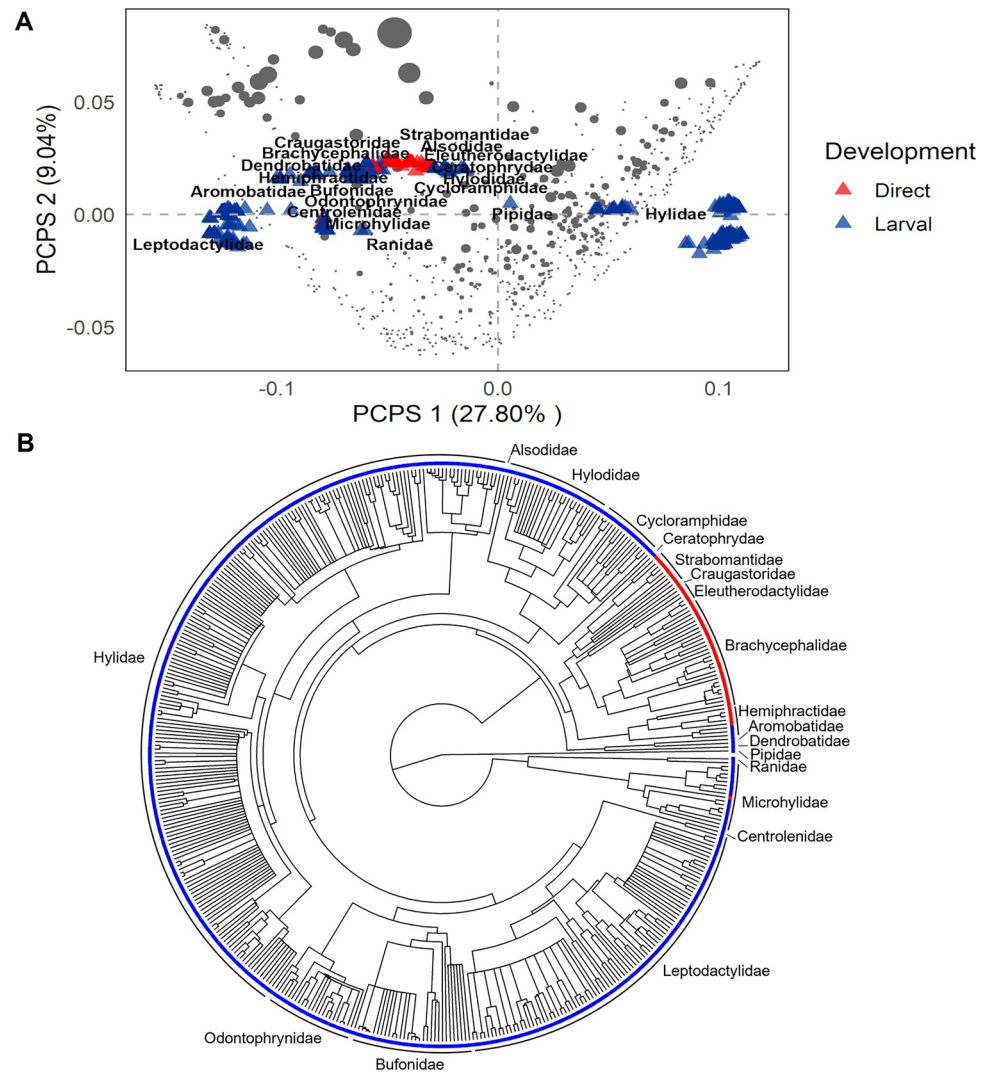 A
PCPS 2 (9.04%)
0.05
0.00
-0.05
Strabomantidae
Craugastoridae
Alsodidae
Brachycephalidae
Eleutherodactylidae
Dendrobatidae
Ceratophrydae
Hemiphractidae
Hylodidae
Aromobatidae
Bufonidae
Cycloramphidae
Odontophrynidae
Centrolenidae
Pipidae
Hylidae
Microhylidae
Leptodactylidae
Ranidae
-0.1
0.0
0.1
PCPS 1 (27.80% )
Development
Direct
Larval
B
Alsodidae
Hylodidae
Cycloramphidae
Ceratophrydae
Strabomantidae
Craugastoridae
Eleutherodactylidae
Brachycephalidae
Hylidae
Hemiphractidae
Aromobatidae
Dendrobatidae
Pipidae
Ranidae
Microhylidae
Centrolenidae
Leptodactylidae
Odontophrynidae
Bufonidae